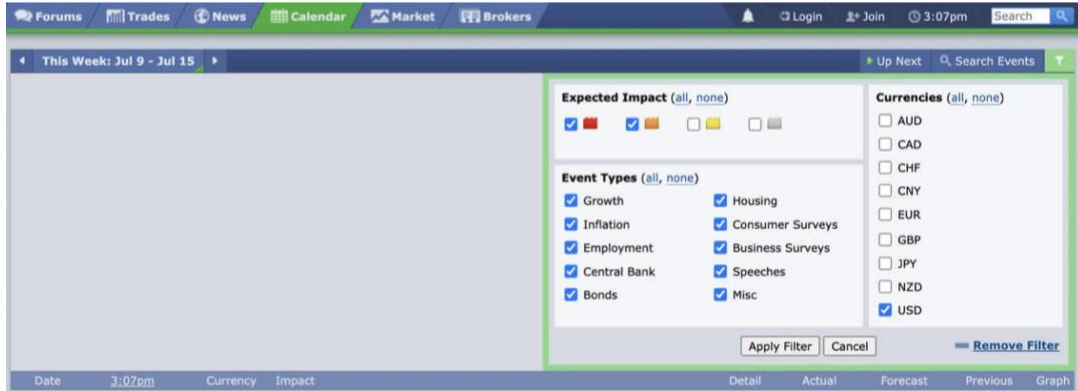 Forums Trades News Calendar Market Brokers Login Join 3:07pm Search
This Week: Jul 9 - Jul 15 Up Next Search Events
Expected Impact (all, none)
Event Types (all, none)
Growth Housing
Inflation Consumer Surveys
Employment Business Surveys
Central Bank Speeches
Bonds Misc
Currencies (all, none)
AUD
CAD
CHF
CNY
EUR
GBP
JPY
NZD
USD
Apply Filter Cancel Remove Filter
Date 3:07pm Currency Impact Detail Actual Forecast Previous Graph